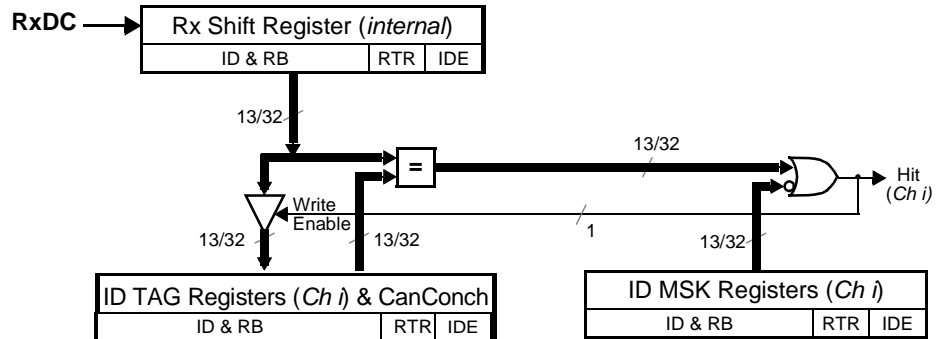 RxDC
Rx Shift Register (internal)
ID & RB RTR IDE
13/32
13/32
=
Hit
(Ch i)
Write
Enable
1
13/32
13/32
13/32
ID TAG Registers (Ch i) & CanConch
ID & RB RTR IDE
ID MSK Registers (Ch i)
ID & RB RTR IDE